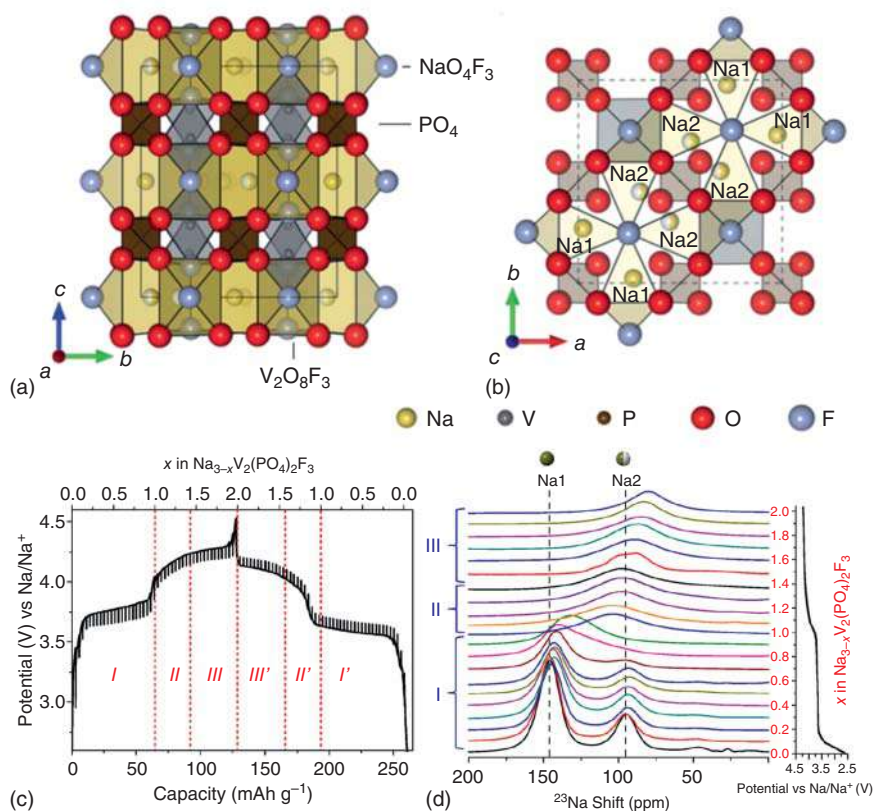 NaO₄F₃
PO₄
V₂O₈F₃
c
b
a
(a)
Na1
Na1
Na2
Na2
Na2
Na2
Na1
Na1
b
c
a
(b)
Na
V
P
O
F
x in Na₃₋ₓV₂(PO₄)₂F₃
0.0 0.5 1.0 1.5 2.0 1.5 1.0 0.5 0.0
Potential (V) vs Na/Na⁺
4.5
4.0
3.5
3.0
I II III III’ II’ I’
0 50 100 150 200 250
Capacity (mAh g⁻¹)
(c)
Na1 Na2
III
II
I
2.0
1.8
1.6
1.4
1.2
1.0
0.8
0.6
0.4
0.2
0.0
x in Na₃₋ₓV₂(PO₄)₂F₃
200 150 100 50
²³Na Shift (ppm)
4.5 3.5 2.5
Potential vs Na/Na⁺ (V)
(d)